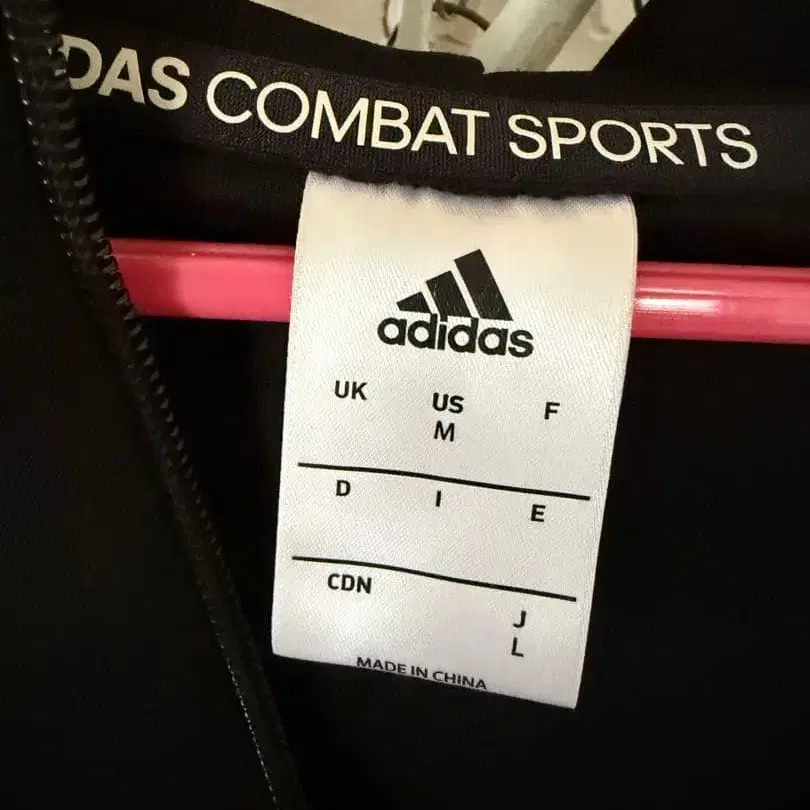 DAS COMBAT SPORTS
adidas
UK US F
M
D I E
CDN J
L
MADE IN CHINA